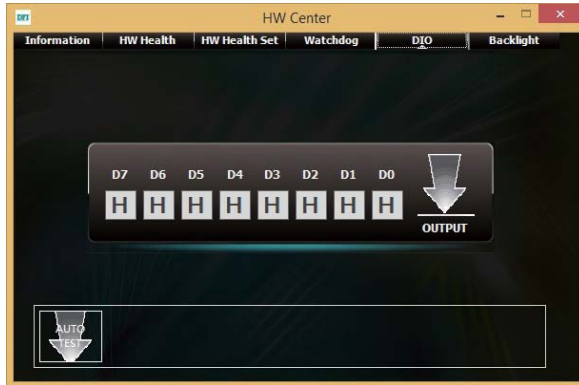 DFI
HW Center
Information HW Health HW Health Set Watchdog DIO Backlight
D7 D6 D5 D4 D3 D2 D1 D0
H H H H H H H H
OUTPUT
AUTO
TEST